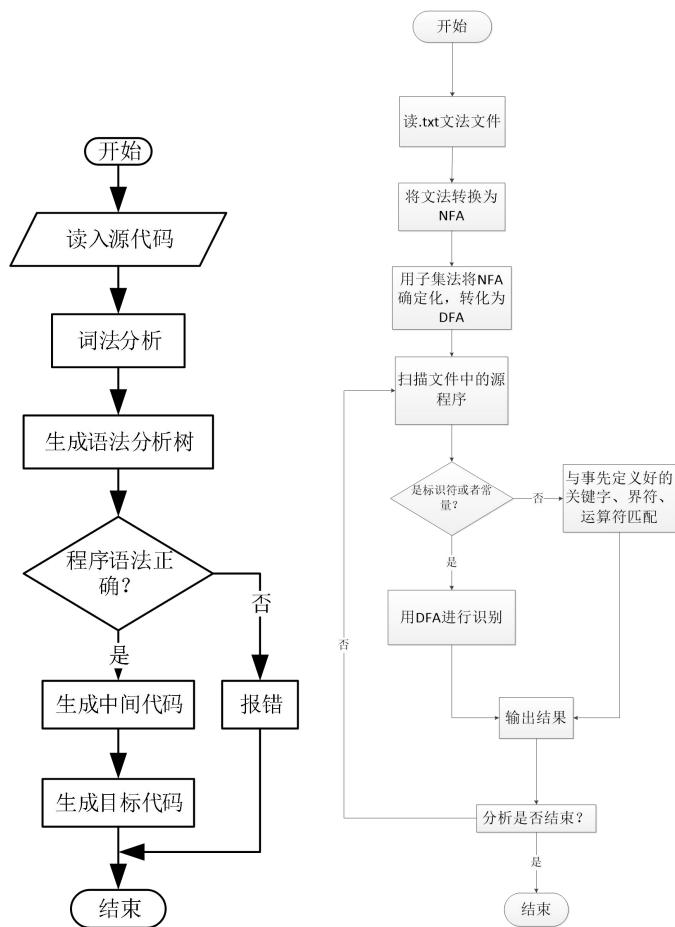 开始
读入源代码
词法分析
生成语法分析树
程序语法正
确？
否
是
生成中间代码
报错
生成目标代码
结束
开始
读.txt文法文件
将文法转换为
NFA
用子集法将NFA
确定化，转化为
DFA
扫描文件中的源
程序
是标识符或者常
量？
否
与事先定义好的
关键字、界符、
运算符匹配
是
用DFA进行识别
否
输出结果
分析是否结束？
是
结束